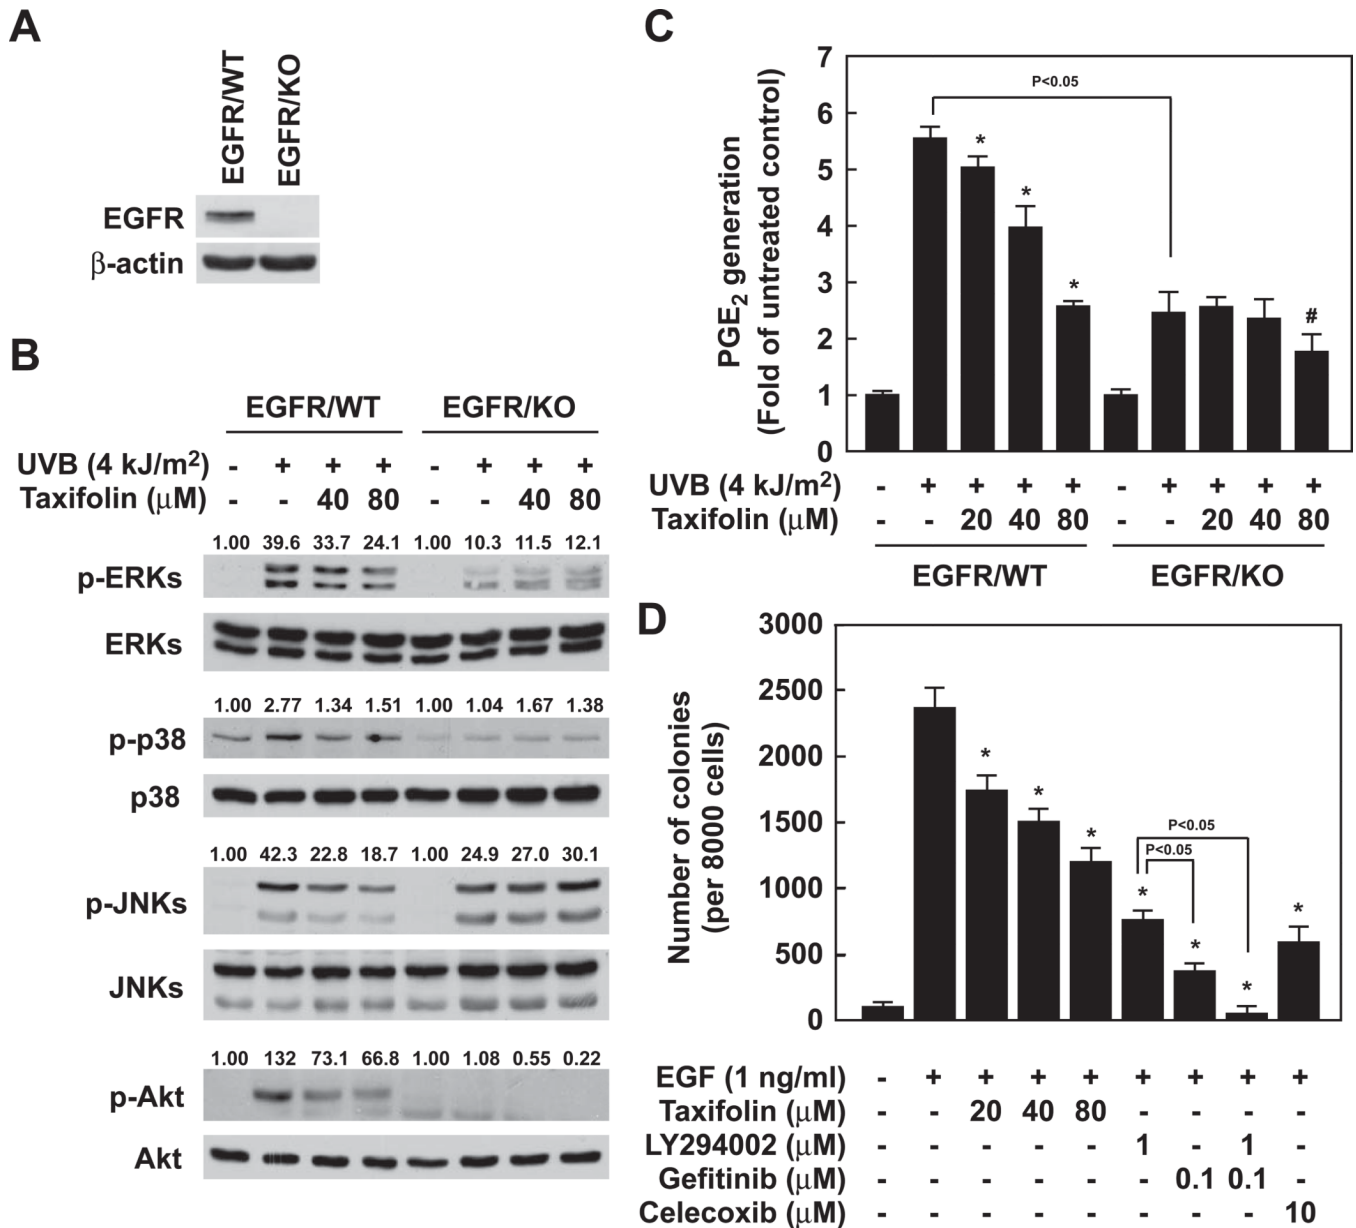 A
EGFR/WT
EGFR/KO
EGFR
β-actin
B
EGFR/WT EGFR/KO
UVB (4 kJ/m²) - + + + - + + +
Taxifolin (μM) - - 40 80 - - 40 80
1.00 39.6 33.7 24.1 1.00 10.3 11.5 12.1
p-ERKs
ERKs
1.00 2.77 1.34 1.51 1.00 1.04 1.67 1.38
p-p38
p38
1.00 42.3 22.8 18.7 1.00 24.9 27.0 30.1
p-JNKs
JNKs
1.00 132 73.1 66.8 1.00 1.08 0.55 0.22
p-Akt
Akt
C
PGE₂ generation
(Fold of untreated control)
7
6
5
4
3
2
1
0
P<0.05
* * * #
UVB (4 kJ/m²) - + + + + - + + + +
Taxifolin (μM) - - 20 40 80 - - 20 40 80
EGFR/WT EGFR/KO
D
Number of colonies
(per 8000 cells)
3000
2500
2000
1500
1000
500
0
P<0.05
P<0.05
* * * * * * *
EGF (1 ng/ml) - + + + + + + + +
Taxifolin (μM) - - 20 40 80 - - - -
LY294002 (μM) - - - - - 1 - 1 -
Gefitinib (μM) - - - - - - 0.1 0.1 -
Celecoxib (μM) - - - - - - - - 10